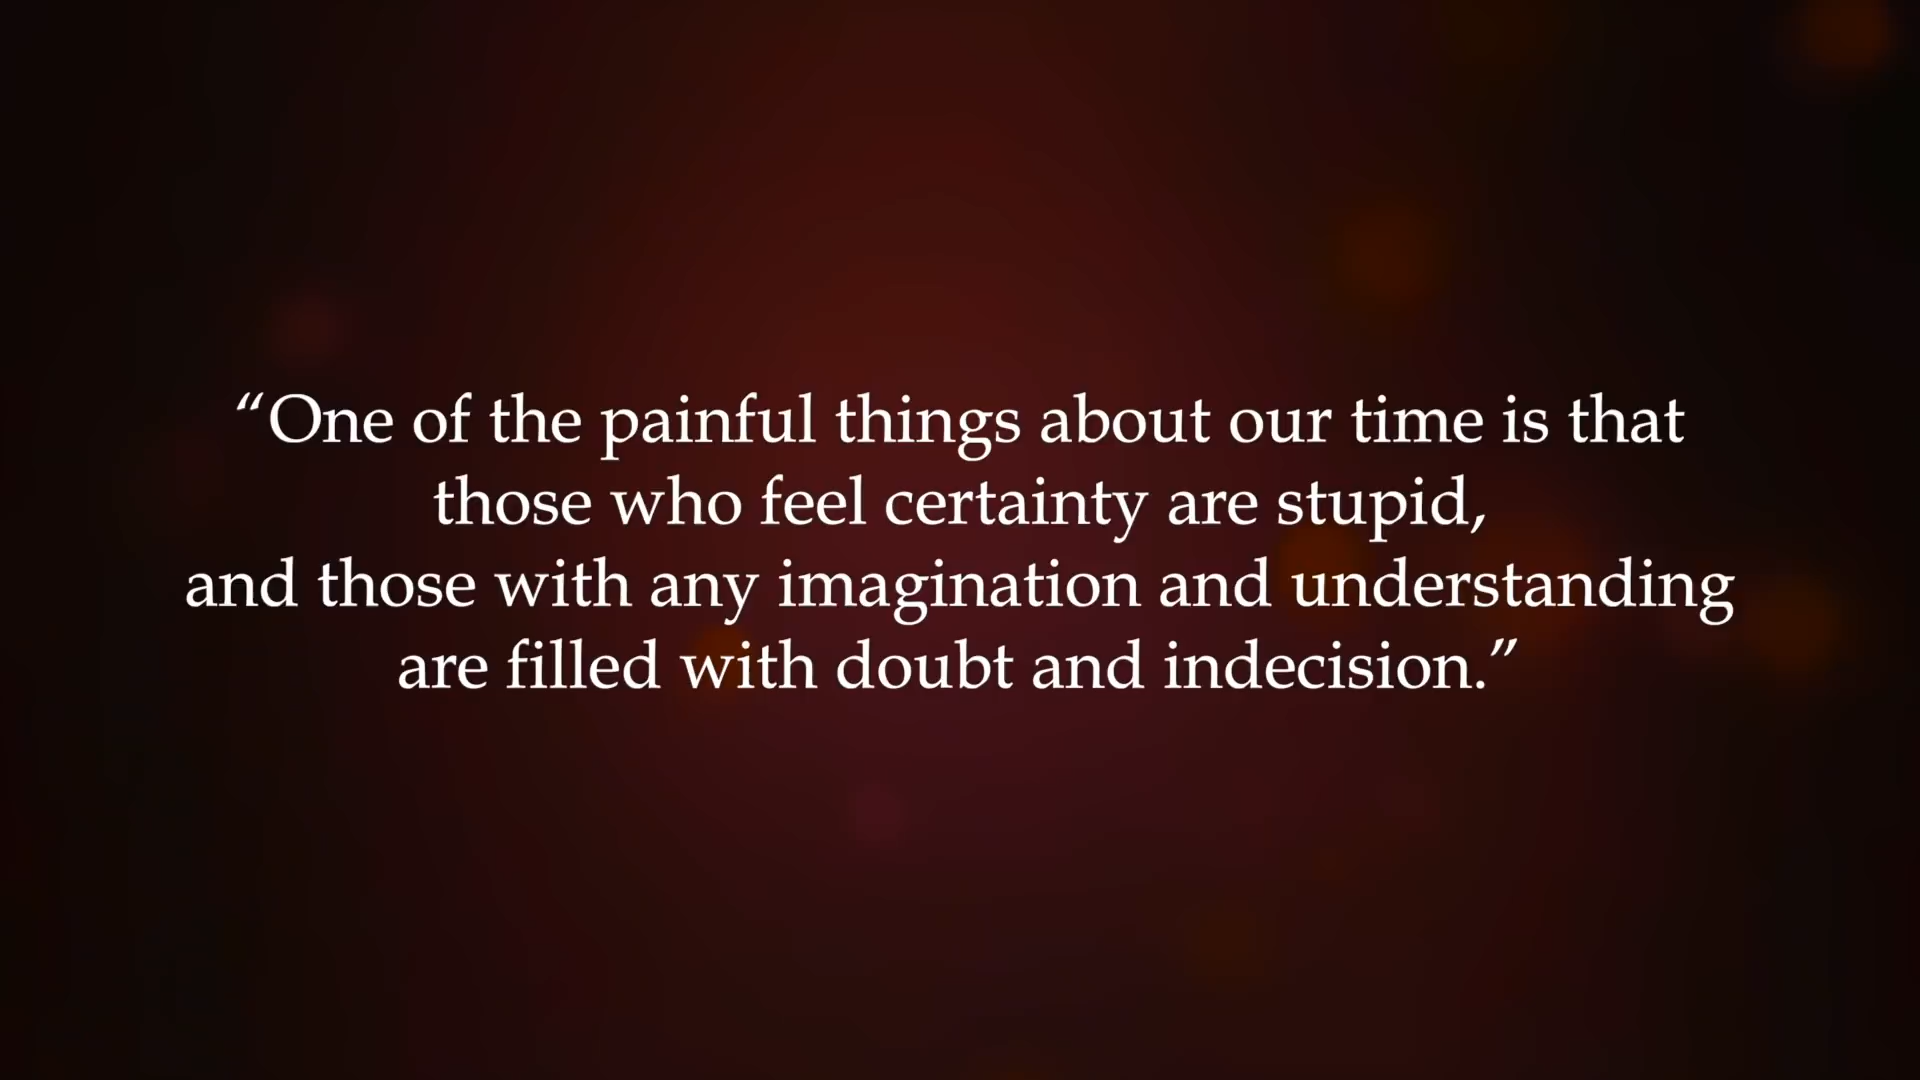 “One of the painful things about our time is that
those who feel certainty are stupid,
and those with any imagination and understanding
are filled with doubt and indecision.”